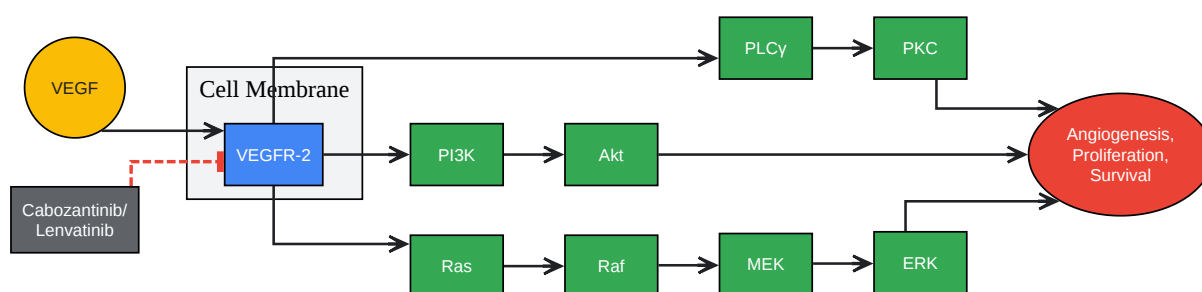 VEGF
Cell Membrane
VEGFR-2
Cabozantinib/
Lenvatinib
PLCγ
PKC
PI3K
Akt
Ras
Raf
MEK
ERK
Angiogenesis,
Proliferation,
Survival